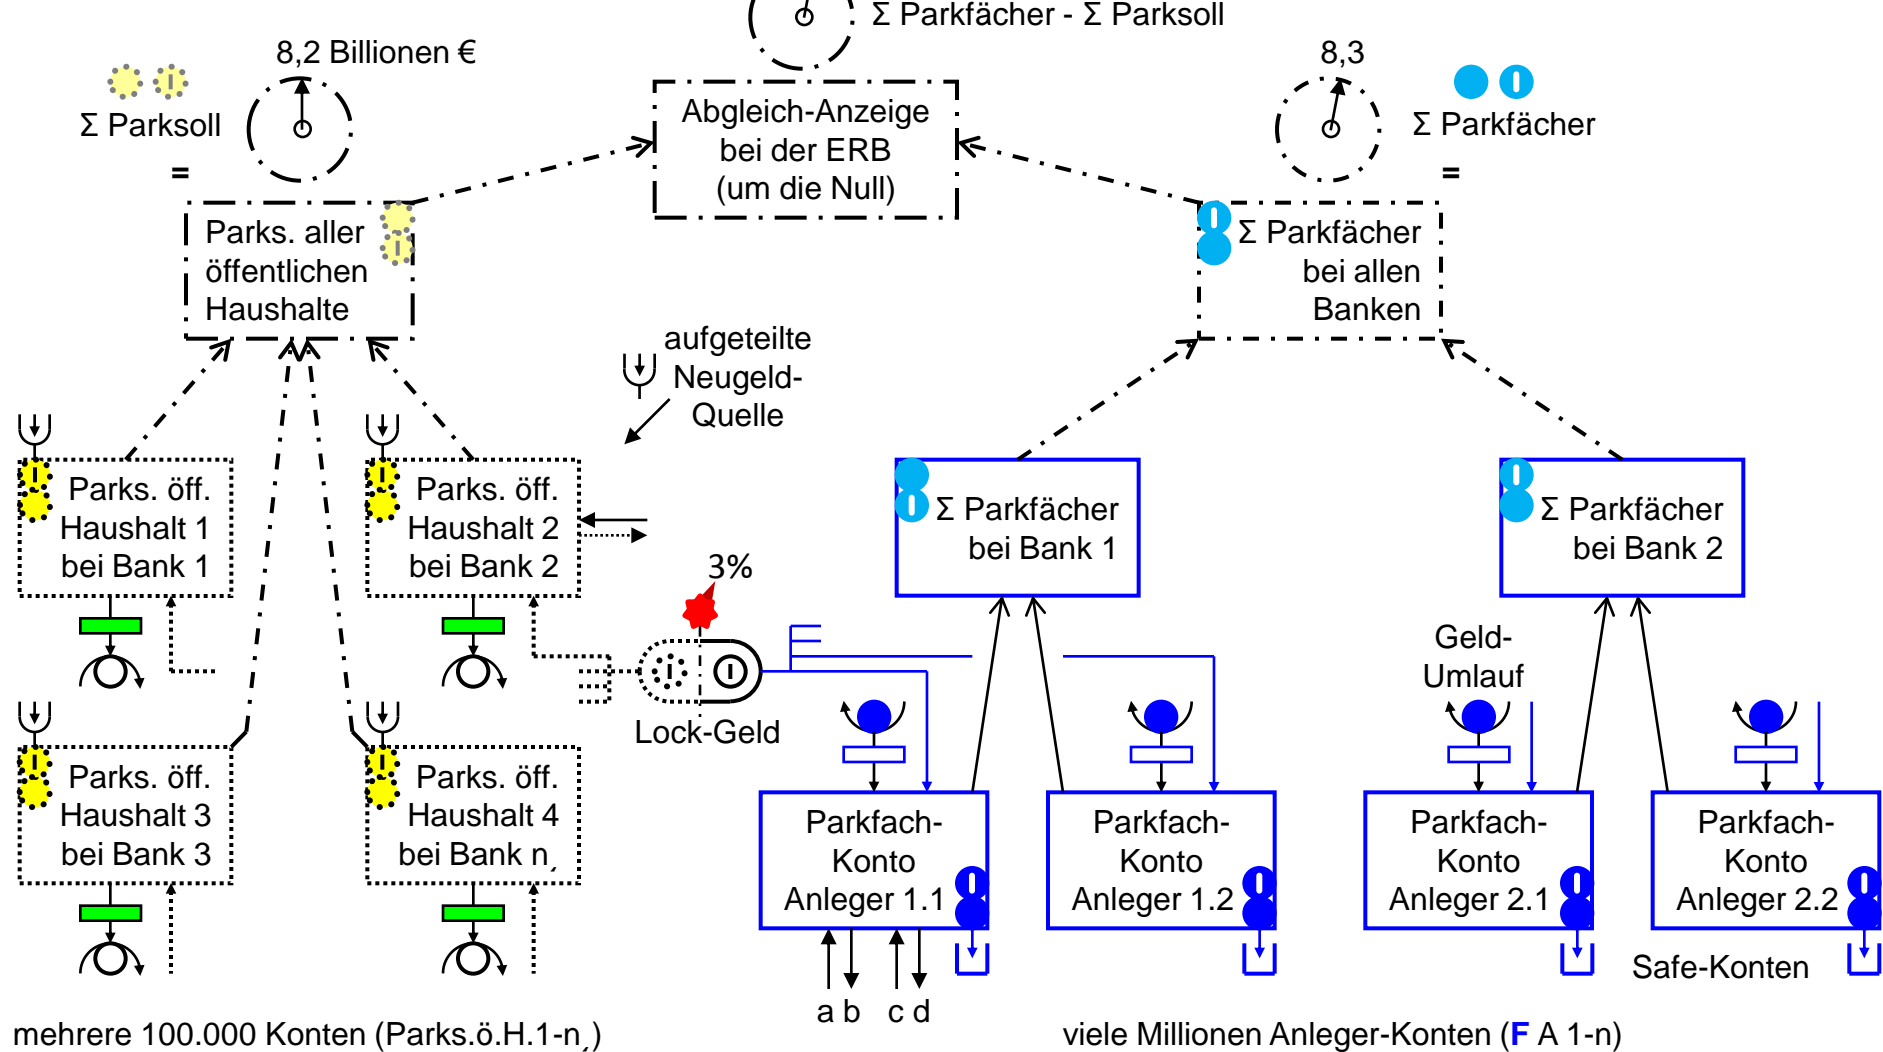 Σ Parkfächer - Σ Parksoll
8,2 Billionen €
8,3
Σ Parksoll
=
Abgleich-Anzeige
bei der ERB
(um die Null)
Σ Parkfächer
=
Parks. aller
öffentlichen
Haushalte
Σ Parkfächer
bei allen
Banken
aufgeteilte
Neugeld-
Quelle
Parks. öff.
Haushalt 1
bei Bank 1
Parks. öff.
Haushalt 2
bei Bank 2
Σ Parkfächer
bei Bank 1
Σ Parkfächer
bei Bank 2
3%
Lock-Geld
Geld-
Umlauf
Parks. öff.
Haushalt 3
bei Bank 3
Parks. öff.
Haushalt 4
bei Bank n,
Parkfach-
Konto
Anleger 1.1
Parkfach-
Konto
Anleger 1.2
Parkfach-
Konto
Anleger 2.1
Parkfach-
Konto
Anleger 2.2
a b c d
Safe-Konten
mehrere 100.000 Konten (Parks.ö.H.1-n,)
viele Millionen Anleger-Konten (F A 1-n)